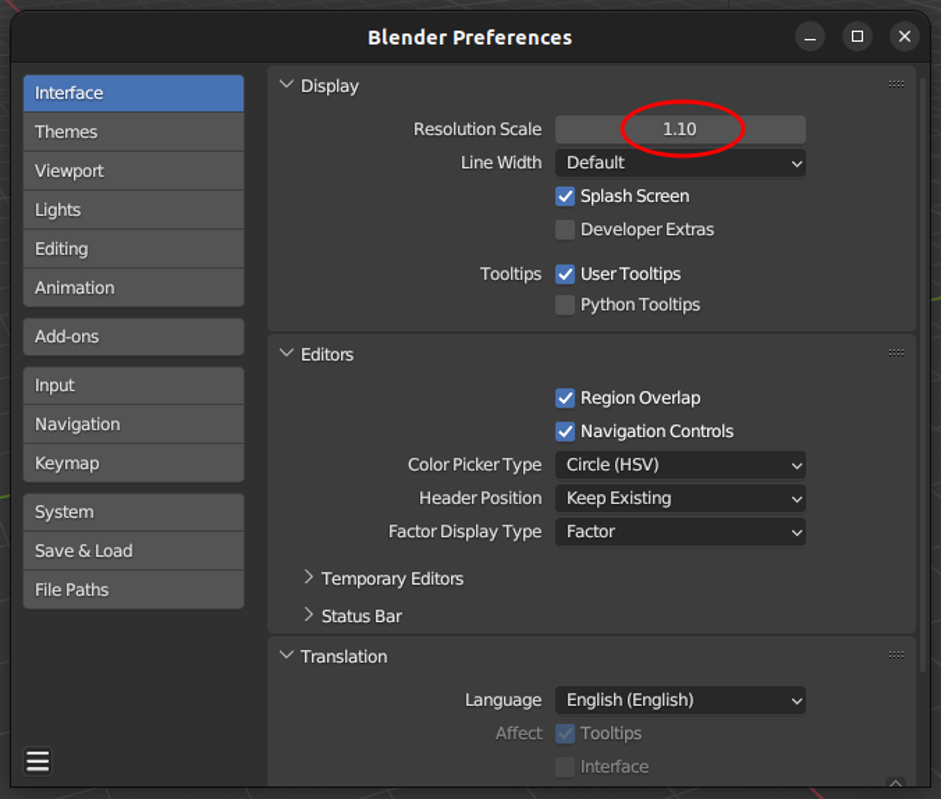 Blender Preferences
Interface
Themes
Viewport
Lights
Editing
Animation
Add-ons
Input
Navigation
Keymap
System
Save & Load
File Paths
Display
Resolution Scale 1.10
Line Width Default
Splash Screen
Developer Extras
Tooltips User Tooltips
Python Tooltips
Editors
Region Overlap
Navigation Controls
Color Picker Type Circle (HSV)
Header Position Keep Existing
Factor Display Type Factor
Temporary Editors
Status Bar
Translation
Language English (English)
Affect Tooltips
Interface